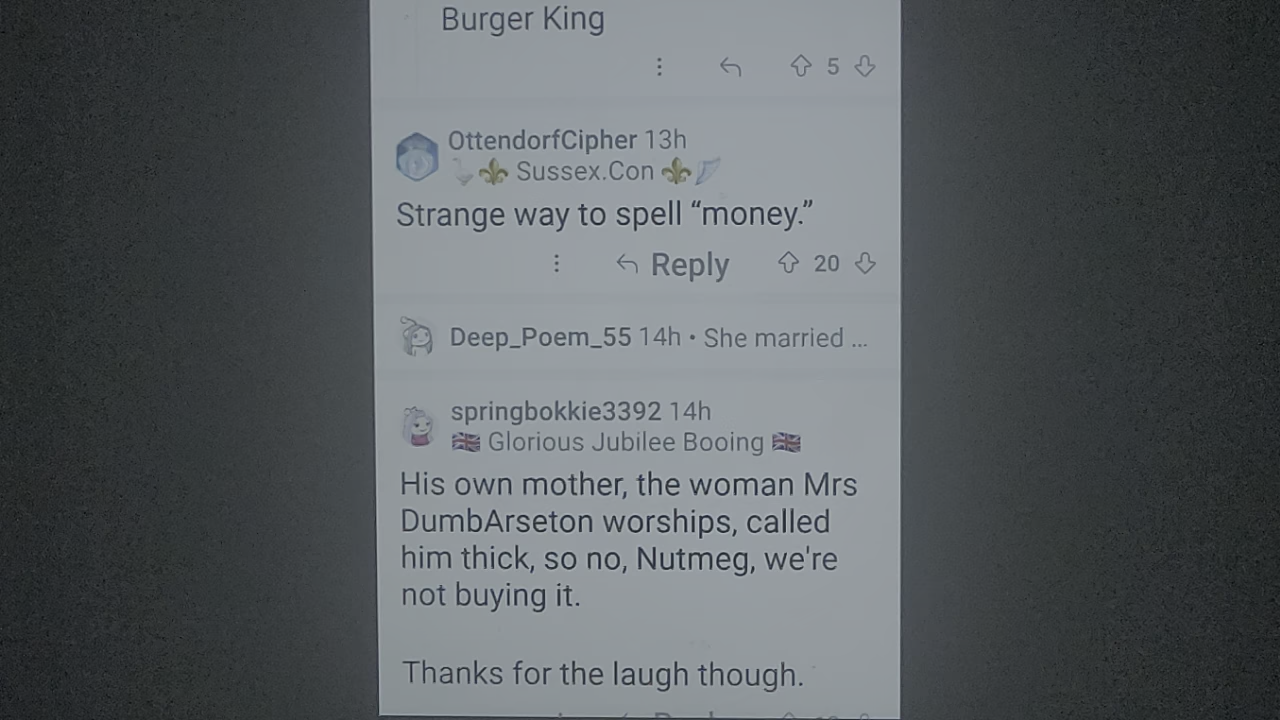 Burger King
5
OttendorfCipher 13h
Sussex.Con
Strange way to spell “money.”
Reply 20
Deep_Poem_55 14h • She married ...
springbokkie3392 14h
Glorious Jubilee Booing
His own mother, the woman Mrs
DumbArseton worships, called
him thick, so no, Nutmeg, we're
not buying it.
Thanks for the laugh though.